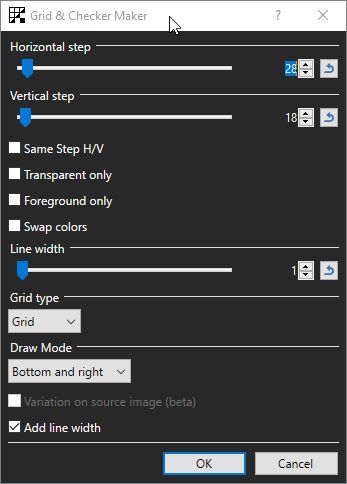 Grid & Checker Maker ?
Horizontal step
28
Vertical step
18
Same Step H/V
Transparent only
Foreground only
Swap colors
Line width
1
Grid type
Grid
Draw Mode
Bottom and right
Variation on source image (beta)
Add line width
OK Cancel